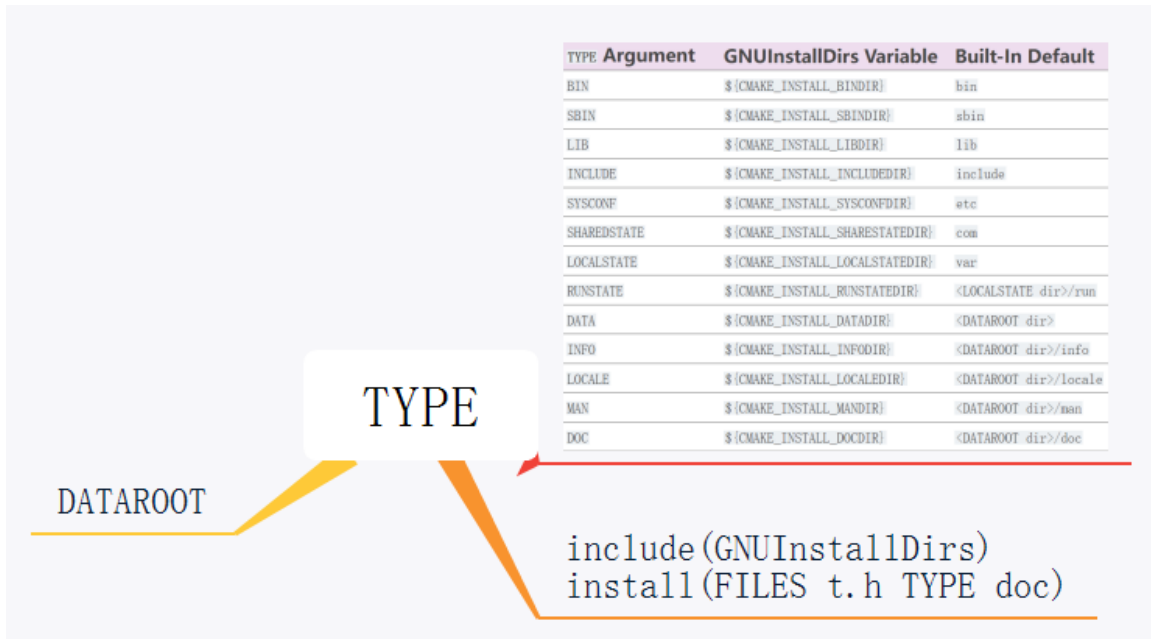 TYPE Argument GNUInstallDirs Variable Built-In Default
BIN ${CMAKE_INSTALL_BINDIR} bin
SBIN ${CMAKE_INSTALL_SBINDIR} sbin
LIB ${CMAKE_INSTALL_LIBDIR} lib
INCLUDE ${CMAKE_INSTALL_INCLUDEDIR} include
SYSCONF ${CMAKE_INSTALL_SYSCONFDIR} etc
SHAREDSTATE ${CMAKE_INSTALL_SHARESTATEDIR} com
LOCALSTATE ${CMAKE_INSTALL_LOCALSTATEDIR} var
RUNSTATE ${CMAKE_INSTALL_RUNSTATEDIR} <LOCALSTATE dir>/run
DATA ${CMAKE_INSTALL_DATADIR} <DATAROOT dir>
INFO ${CMAKE_INSTALL_INFODIR} <DATAROOT dir>/info
LOCALE ${CMAKE_INSTALL_LOCALEDIR} <DATAROOT dir>/locale
MAN ${CMAKE_INSTALL_MANDIR} <DATAROOT dir>/man
DOC ${CMAKE_INSTALL_DOCDIR} <DATAROOT dir>/doc
TYPE
DATAROOT
include(GNUInstallDirs)
install(FILES t.h TYPE doc)